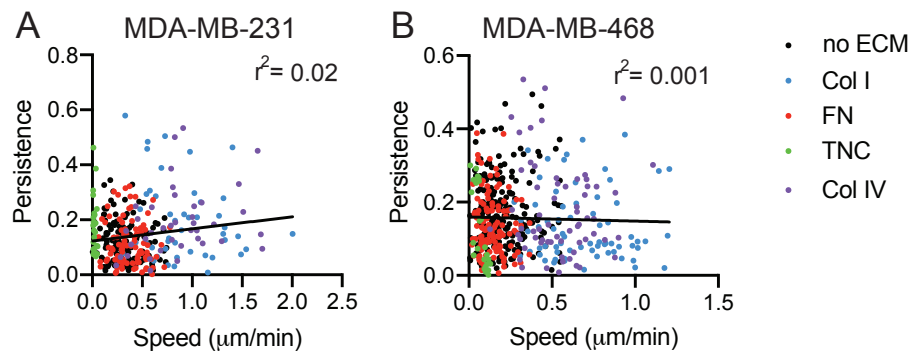 A MDA-MB-231
r²= 0.02
Persistence
0.8
0.6
0.4
0.2
0.0
0.0 0.5 1.0 1.5 2.0 2.5
Speed (μm/min)
B MDA-MB-468
r²= 0.001
Persistence
0.6
0.4
0.2
0.0
0.0 0.5 1.0 1.5
Speed (μm/min)
no ECM
Col I
FN
TNC
Col IV